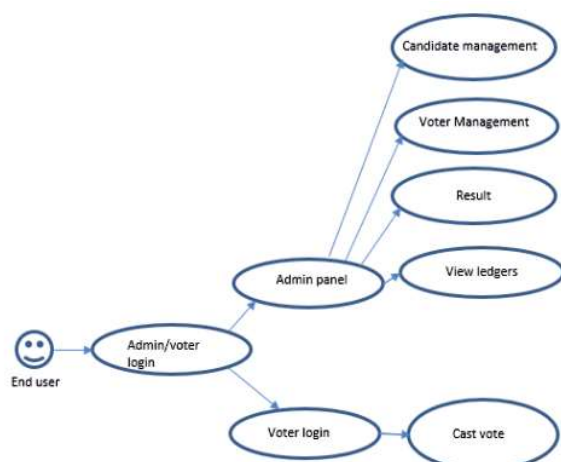 Candidate management
Voter Management
Result
View ledgers
Admin panel
Admin/voter
login
End user
Voter login
Cast vote